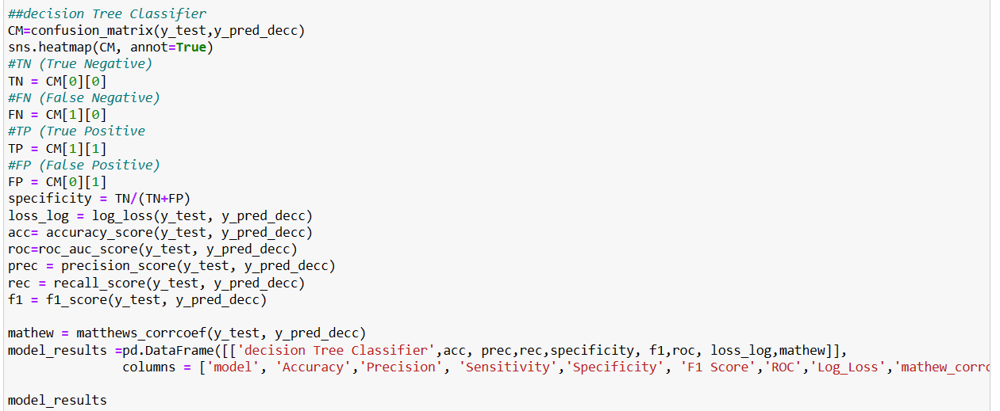 ##decision Tree Classifier
CM=confusion_matrix(y_test,y_pred_decc)
sns.heatmap(CM, annot=True)
#TN (True Negative)
TN = CM[0][0]
#FN (False Negative)
FN = CM[1][0]
#TP (True Positive
TP = CM[1][1]
#FP (False Positive)
FP = CM[0][1]
specificity = TN/(TN+FP)
loss_log = log_loss(y_test, y_pred_decc)
acc= accuracy_score(y_test, y_pred_decc)
roc=roc_auc_score(y_test, y_pred_decc)
prec = precision_score(y_test, y_pred_decc)
rec = recall_score(y_test, y_pred_decc)
f1 = f1_score(y_test, y_pred_decc)
mathew = matthews_corrcoef(y_test, y_pred_decc)
model_results =pd.DataFrame([['decision Tree Classifier',acc, prec,rec,specificity, f1,roc, loss_log,mathew]],
columns = ['model', 'Accuracy','Precision', 'Sensitivity','Specificity', 'F1 Score','ROC','Log_Loss','mathew_corrc
model_results